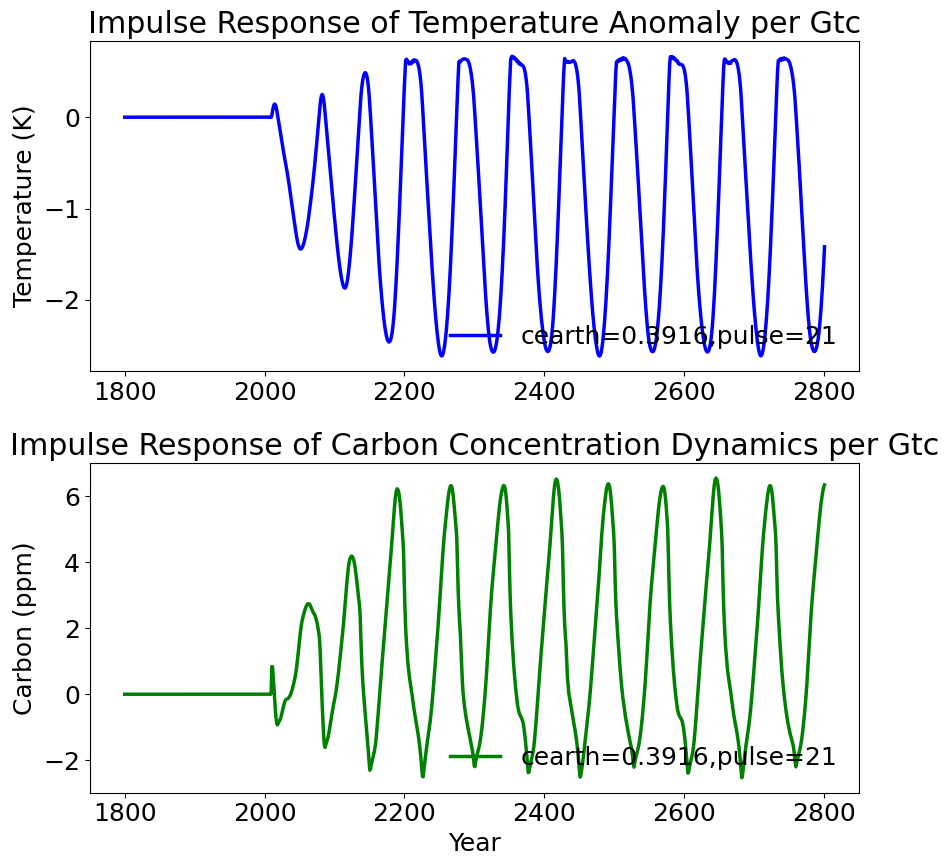 Impulse Response of Temperature Anomaly per Gtc
Temperature (K)
0
−1
−2
cearth=0.3916,pulse=21
1800 2000 2200 2400 2600 2800
Impulse Response of Carbon Concentration Dynamics per Gtc
Carbon (ppm)
6
4
2
0
−2
cearth=0.3916,pulse=21
1800 2000 2200 2400 2600 2800
Year